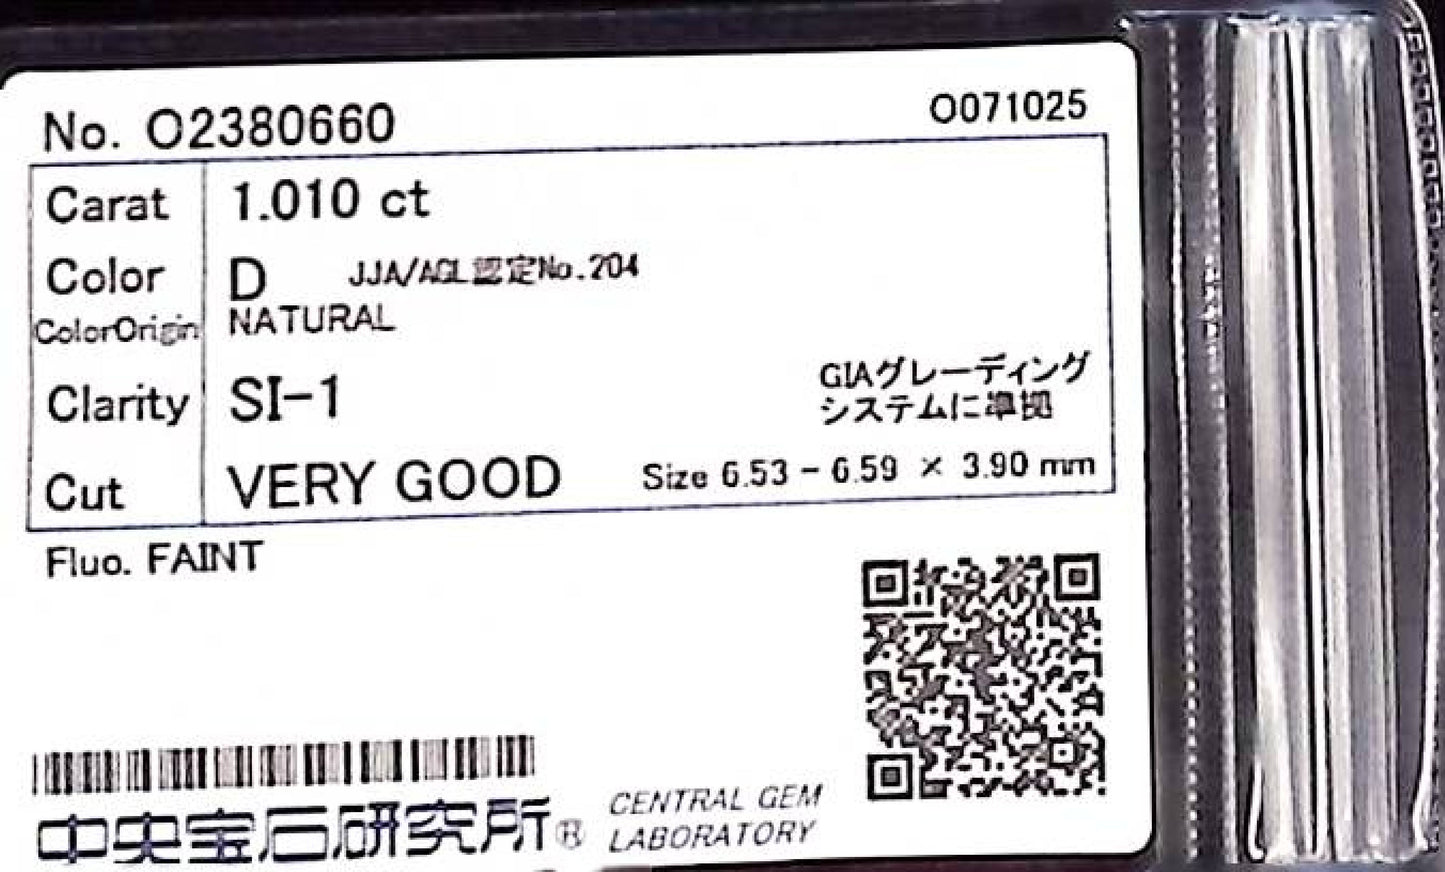 No. O2380660
O071025
Carat 1.010 ct
Color D JJA/AGL認定No.204
ColorOrigin NATURAL
Clarity SI-1
GIAグレーディング
システムに準拠
Cut VERY GOOD Size 6.53 - 6.59 × 3.90 mm
Fluo. FAINT
中央宝石研究所®
CENTRAL GEM
LABORATORY